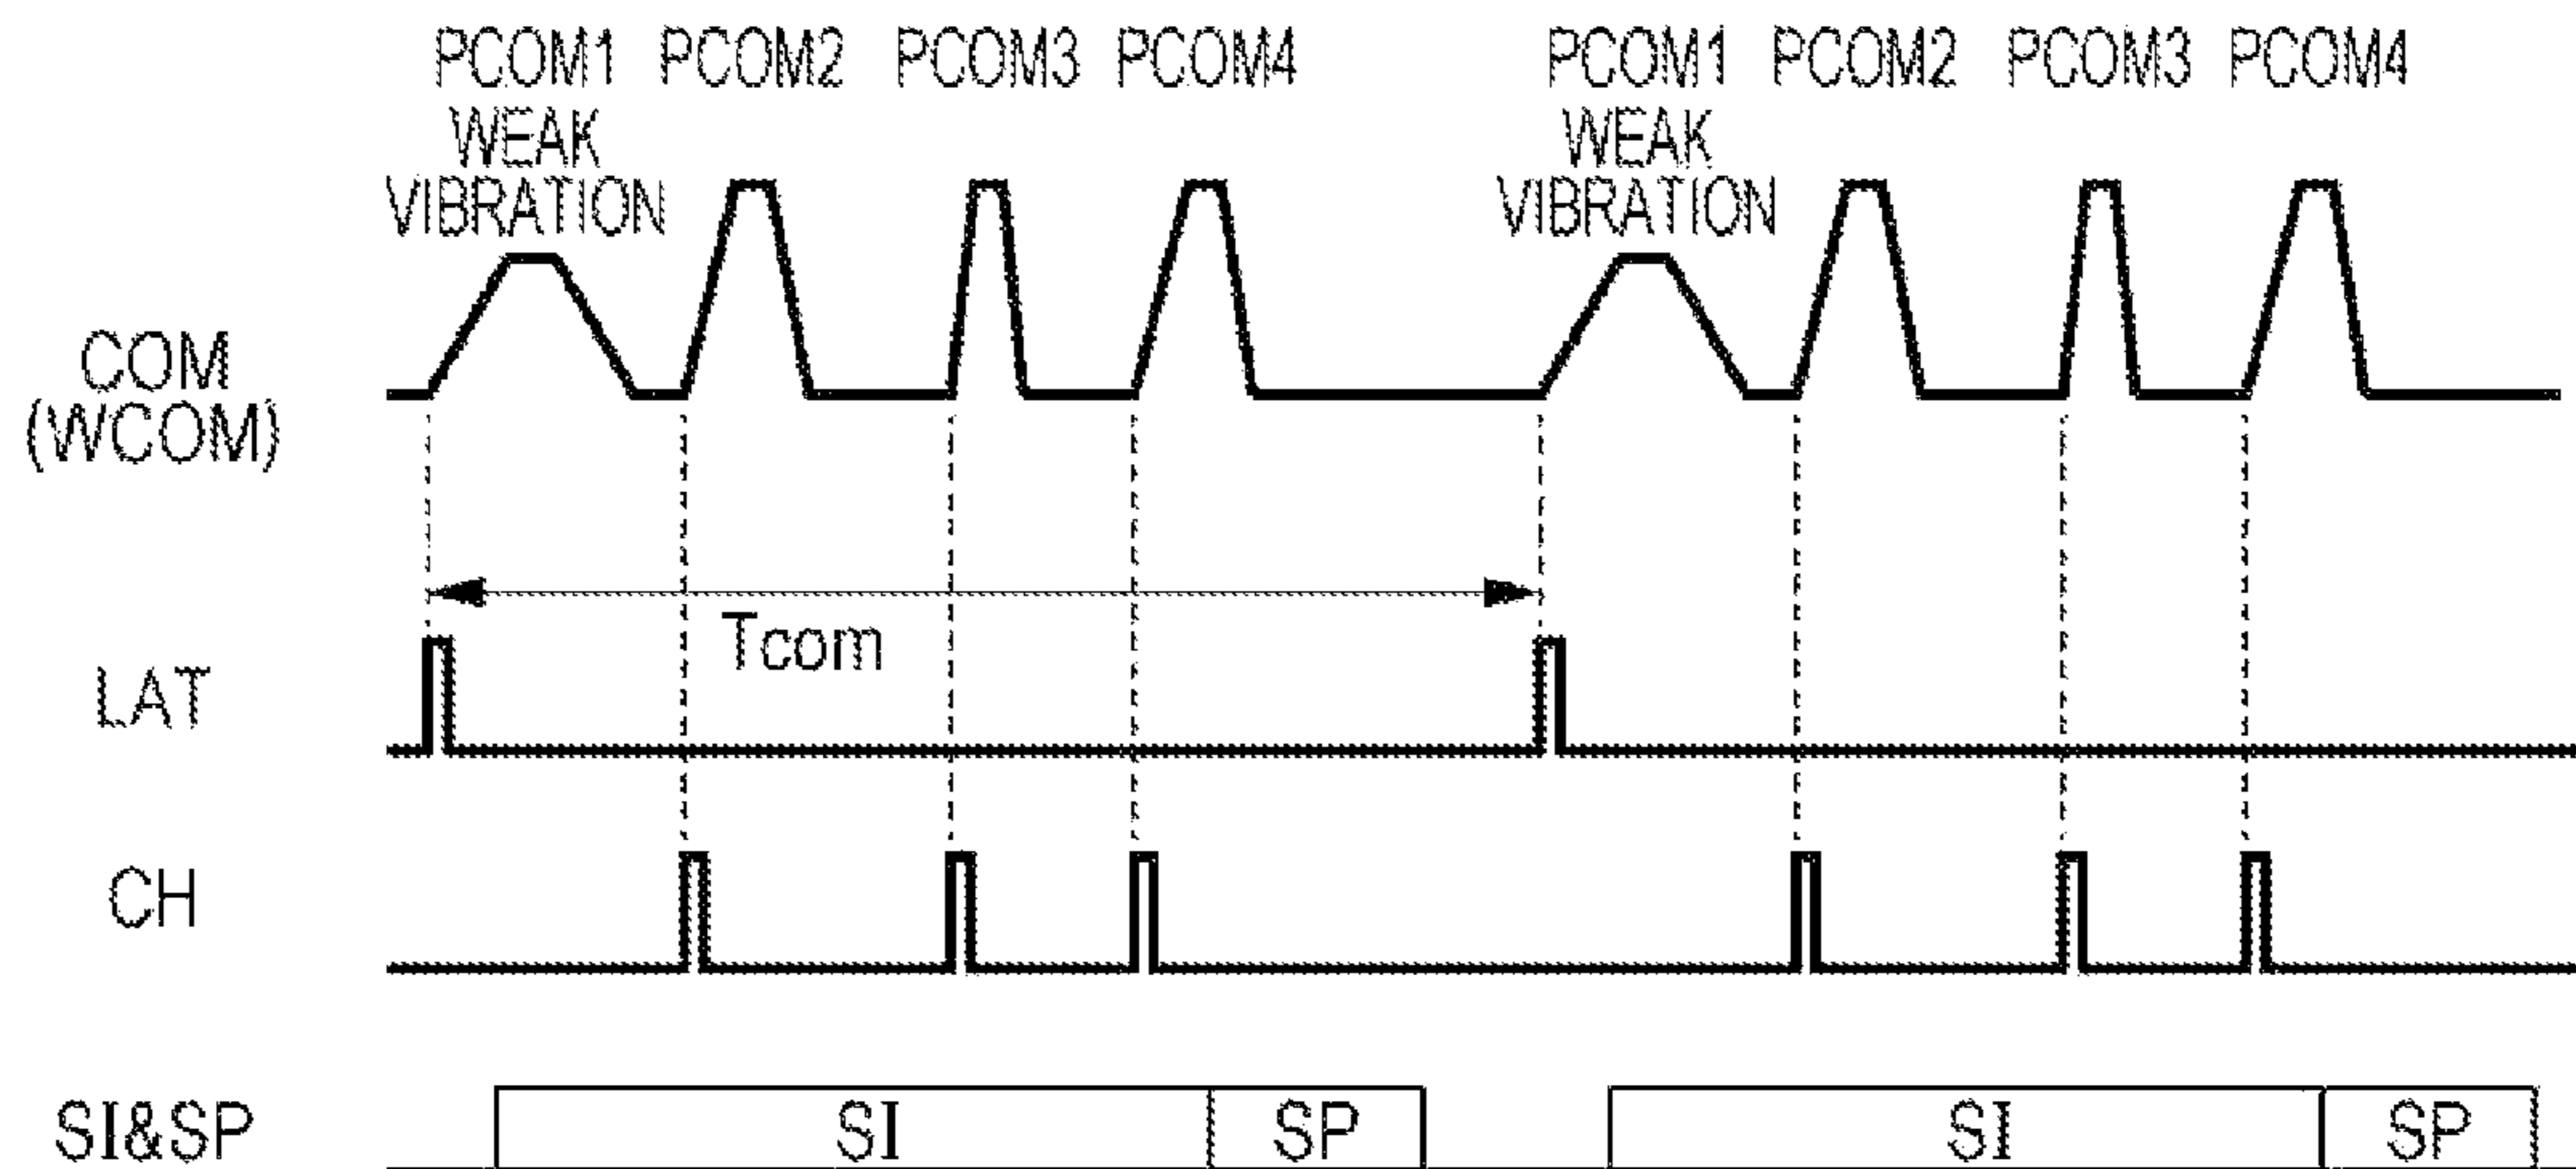 PCOM1 PCOM2 PCOM3 PCOM4 PCOM1 PCOM2 PCOM3 PCOM4
WEAK WEAK
VIBRATION VIBRATION
COM
(WCOM)
Tcom
LAT
CH
SI&SP SI SP SI SP